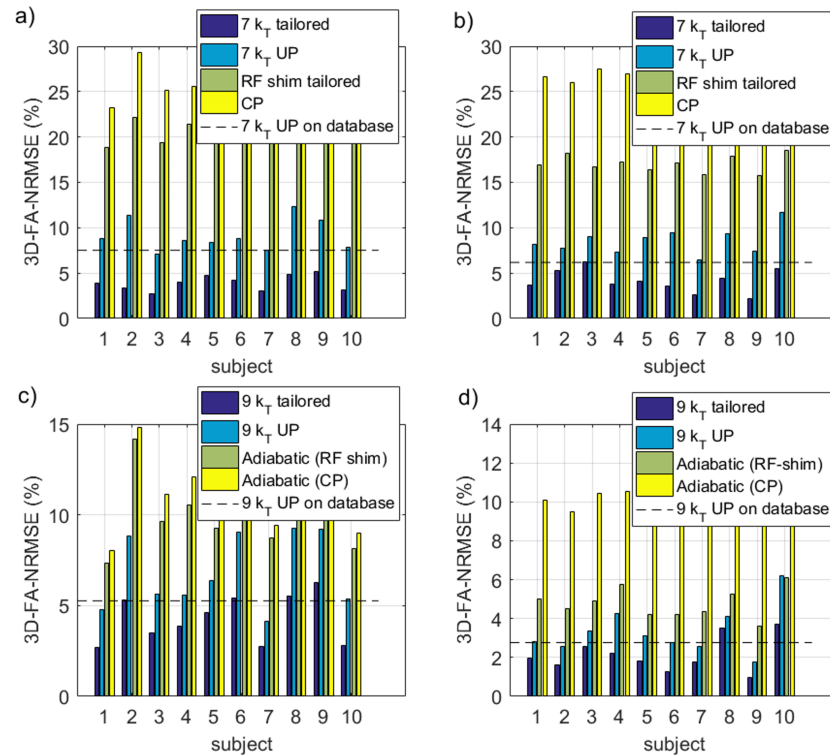 a)
3D-FA-NRMSE (%)
30
25
20
15
10
5
0
1 2 3 4 5 6 7 8 9 10
subject
7 kT tailored
7 kT UP
RF shim tailored
CP
7 kT UP on database
b)
3D-FA-NRMSE (%)
30
25
20
15
10
5
0
1 2 3 4 5 6 7 8 9 10
subject
7 kT tailored
7 kT UP
RF shim tailored
CP
7 kT UP on database
c)
3D-FA-NRMSE (%)
15
10
5
0
1 2 3 4 5 6 7 8 9 10
subject
9 kT tailored
9 kT UP
Adiabatic (RF shim)
Adiabatic (CP)
9 kT UP on database
d)
3D-FA-NRMSE (%)
14
12
10
8
6
4
2
0
1 2 3 4 5 6 7 8 9 10
subject
9 kT tailored
9 kT UP
Adiabatic (RF-shim)
Adiabatic (CP)
9 kT UP on database